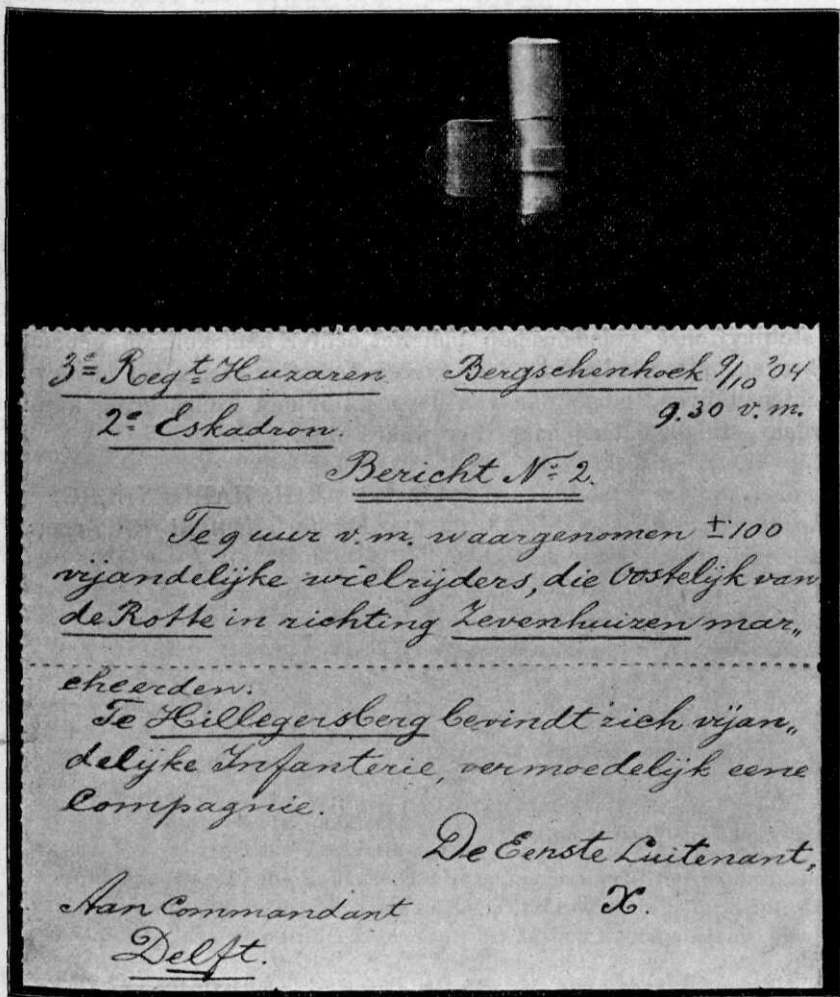 3e Regt Huzaren Bergschenhoek 9/10 '04
2e Eskadron. 9.30 v.m.
Bericht No 2.
Te 9 uur v.m. waargenomen ± 100
vijandelijke wielrijders, die Oostelijk van
de Rotte in richting Zevenhuizen mar„
cheerden.
Te Hillegersberg bevindt zich vijan„
delijke Infanterie, vermoedelijk eene
Compagnie.
De Eerste Luitenant,
Aan Commandant X.
Delft.